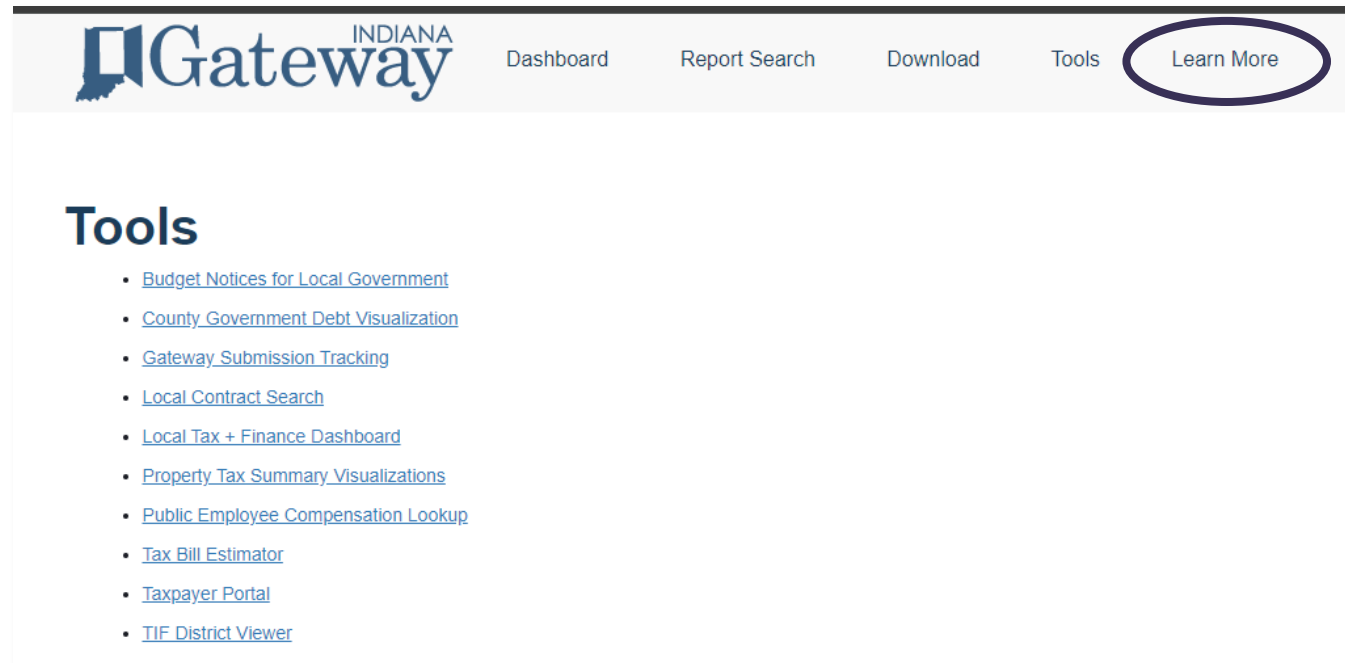 INDIANA
Gateway
Dashboard Report Search Download Tools Learn More
Tools
Budget Notices for Local Government
County Government Debt Visualization
Gateway Submission Tracking
Local Contract Search
Local Tax + Finance Dashboard
Property Tax Summary Visualizations
Public Employee Compensation Lookup
Tax Bill Estimator
Taxpayer Portal
TIF District Viewer